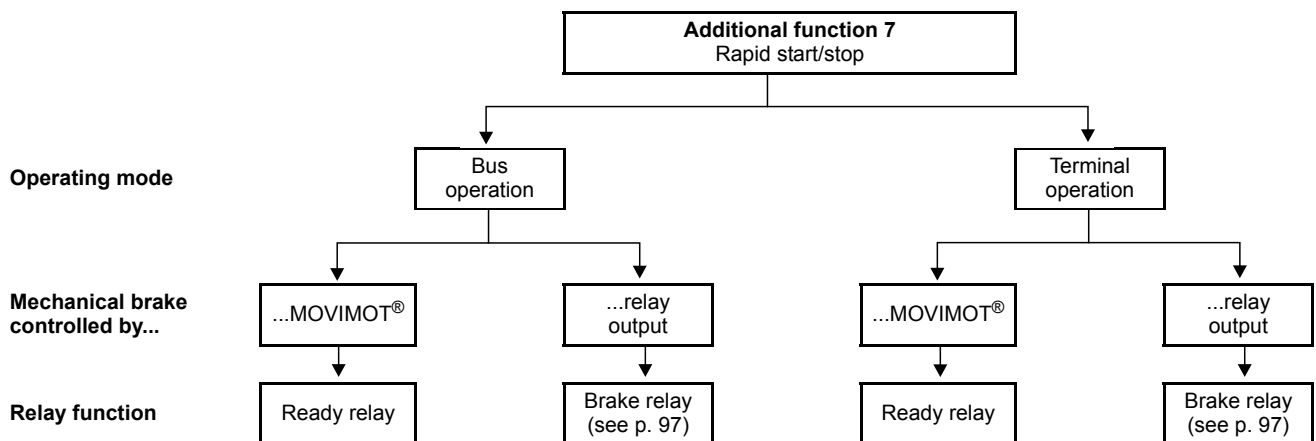 Additional function 7
Rapid start/stop
Operating mode
Bus
operation
Terminal
operation
Mechanical brake
controlled by...
...MOVIMOT®
...relay
output
...MOVIMOT®
...relay
output
Relay function
Ready relay
Brake relay
(see p. 97)
Ready relay
Brake relay
(see p. 97)